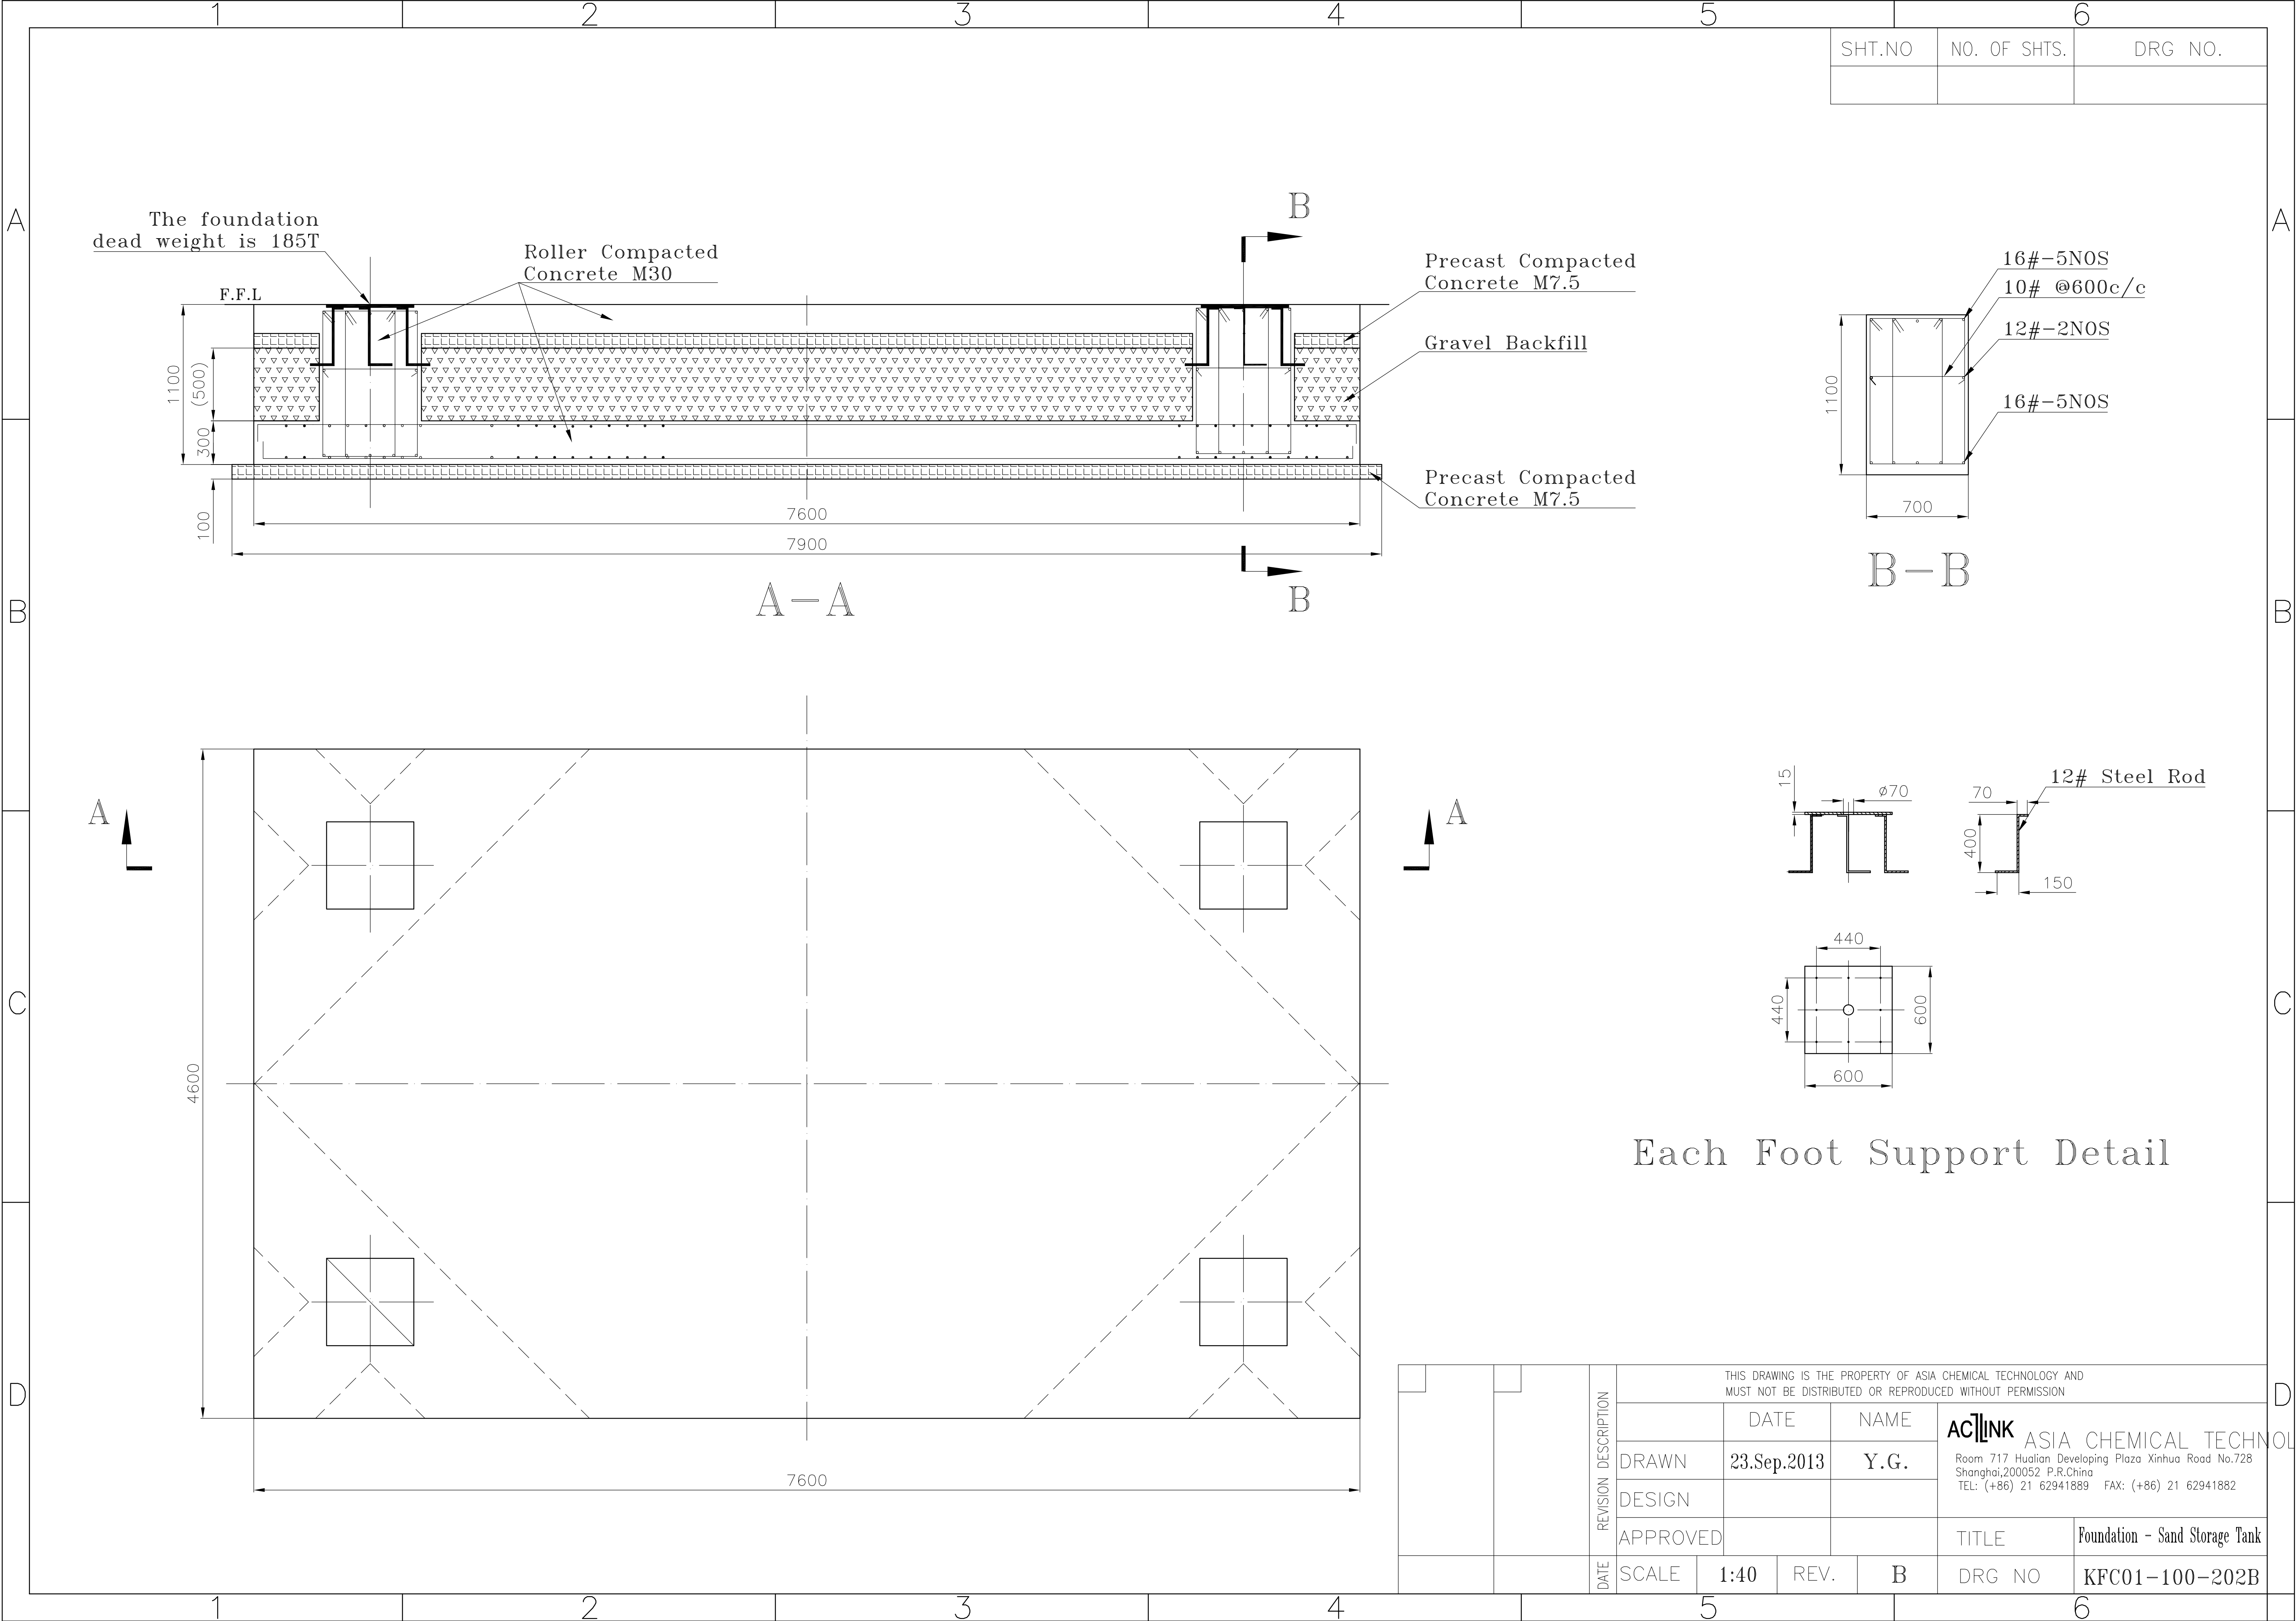 1 2 3 4 5 6
SHT.NO NO. OF SHTS. DRG NO.
A A
B
The foundation
dead weight is 185T
Roller Compacted
Concrete M30
F.F.L
Precast Compacted
Concrete M7.5
Gravel Backfill
1100
(500)
300
100
Precast Compacted
Concrete M7.5
7600
7900
A-A
B
16#-5NOS
10# @600c/c
12#-2NOS
16#-5NOS
1100
700
B-B
B B
A A
4600
7600
15
ø70
70
12# Steel Rod
400
150
440
440
600
600
Each Foot Support Detail
C C
D D
THIS DRAWING IS THE PROPERTY OF ASIA CHEMICAL TECHNOLOGY AND
MUST NOT BE DISTRIBUTED OR REPRODUCED WITHOUT PERMISSION
REVISION DESCRIPTION
DATE
DATE NAME
DRAWN 23.Sep.2013 Y.G.
DESIGN
APPROVED
SCALE 1:40 REV. B
ACLINK ASIA CHEMICAL TECHNOL
Room 717 Hualian Developing Plaza Xinhua Road No.728
Shanghai,200052 P.R.China
TEL: (+86) 21 62941889 FAX: (+86) 21 62941882
TITLE Foundation - Sand Storage Tank
DRG NO KFC01-100-202B
1 2 3 4 5 6